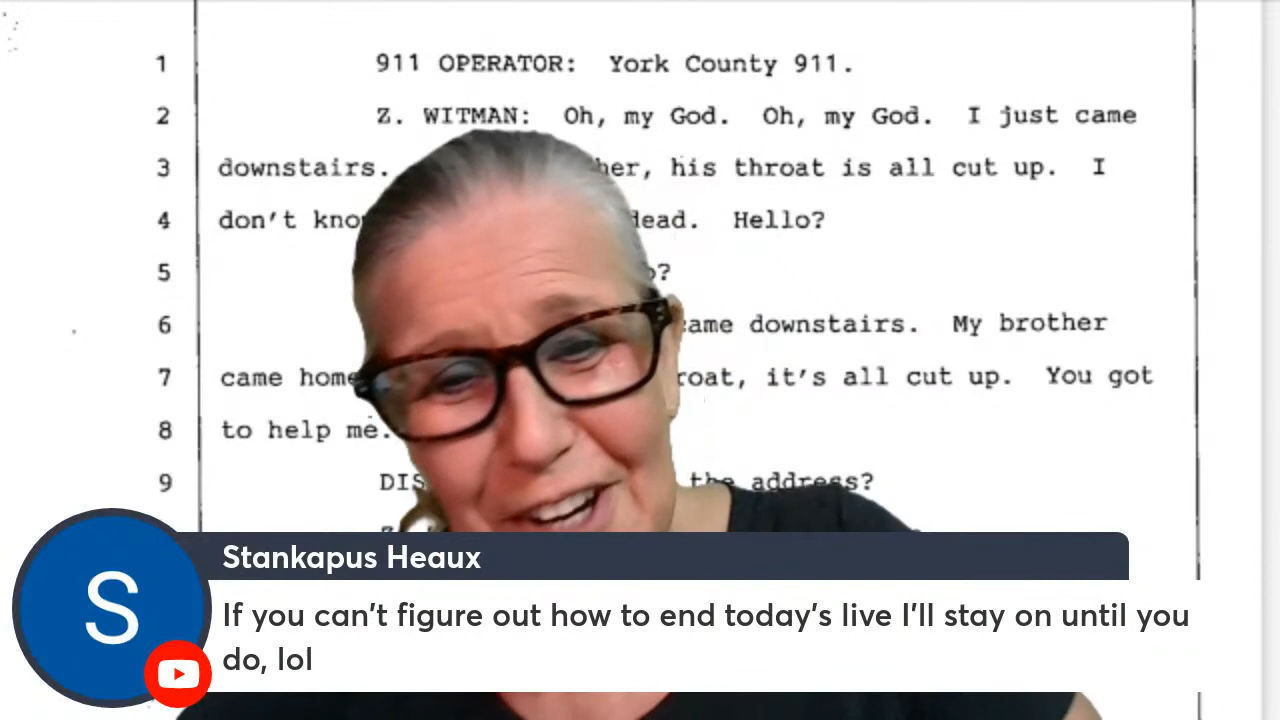 1 911 OPERATOR: York County 911.
2 Z. WITMAN: Oh, my God. Oh, my God. I just came
3 downstairs. her, his throat is all cut up. I
4 don't know dead. Hello?
5 ?
6 came downstairs. My brother
7 came home roat, it's all cut up. You got
8 to help me.
9 DIS the address?
Stankapus Heaux
S
If you can't figure out how to end today's live I'll stay on until you
do, lol